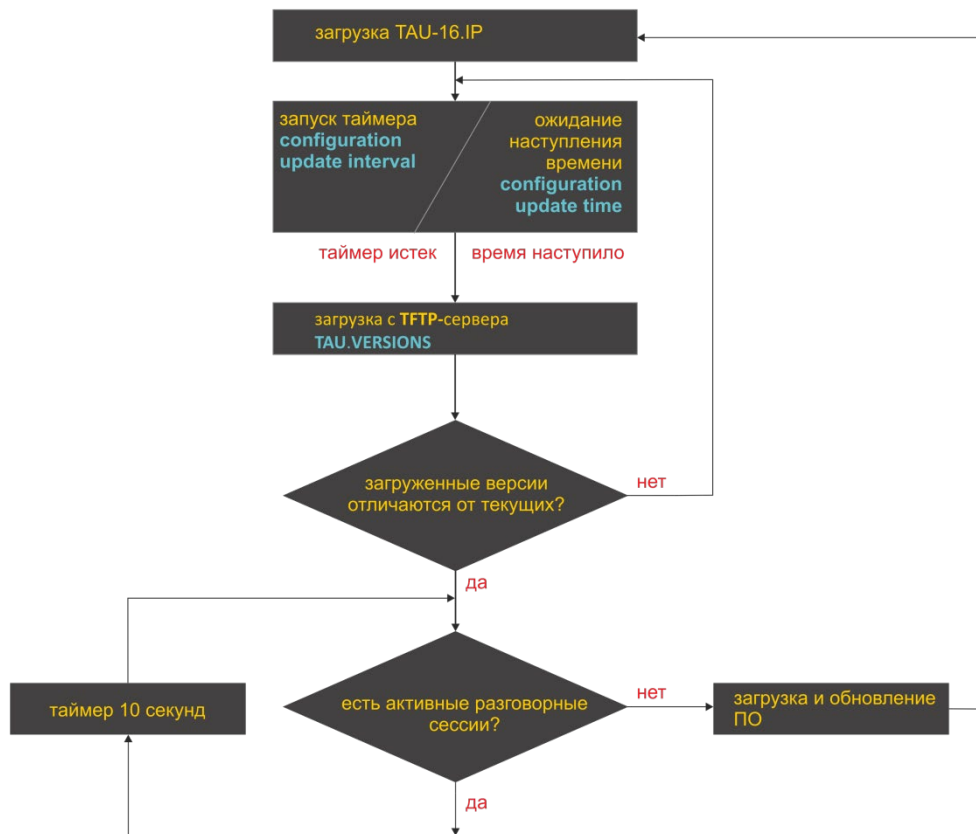 загрузка TAU-16.IP
запуск таймера
configuration
update interval
ожидание
наступления
времени
configuration
update time
таймер истек
время наступило
загрузка с TFTP-сервера
TAU.VERSIONS
загруженные версии
отличаются от текущих?
нет
да
таймер 10 секунд
есть активные разговорные
сессии?
нет
загрузка и обновление
ПО
да